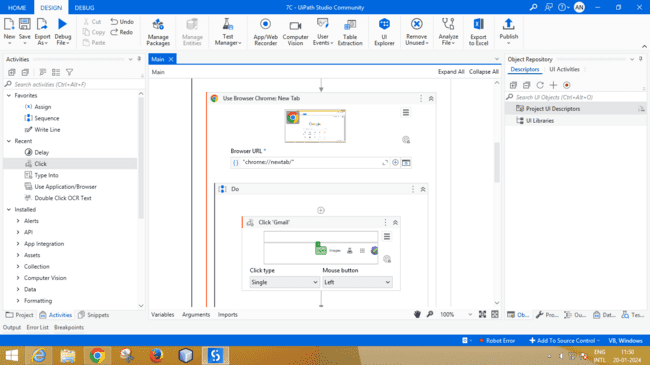 HOME DESIGN DEBUG 7C - UiPath Studio Community AN
New Save Export As Debug File Cut Copy Paste Undo Redo Manage Packages Manage Entities Test Manager App/Web Recorder Computer Vision User Events Table Extraction UI Explorer Remove Unused Analyze File Export to Excel Publish
Activities
Search activities (Ctrl+Alt+F)
Favorites
Assign
Sequence
Write Line
Recent
Delay
Click
Type Into
Use Application/Browser
Double Click OCR Text
Installed
Alerts
API
App Integration
Assets
Collection
Computer Vision
Data
Formatting
Project Activities Snippets
Main
Main Expand All Collapse All
Use Browser Chrome: New Tab
Browser URL *
"chrome://newtab/"
Do
Click 'Gmail'
Click type Mouse button
Single Left
Variables Arguments Imports 100%
Object Repository
Descriptors UI Activities
Search UI Objects (Ctrl+Alt+O)
Project UI Descriptors
UI Libraries
Ob... Pro... Ou... Dat... Tes...
Output Error List Breakpoints
Robot Error Add To Source Control VB, Windows
ENG 11:50
INTL 20-01-2024